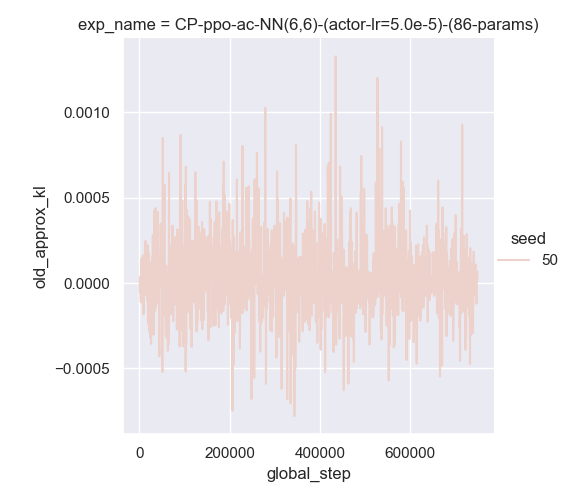 exp_name = CP-ppo-ac-NN(6,6)-(actor-lr=5.0e-5)-(86-params)
old_approx_kl
0.0010
0.0005
0.0000
−0.0005
0
200000
400000
600000
global_step
seed
50